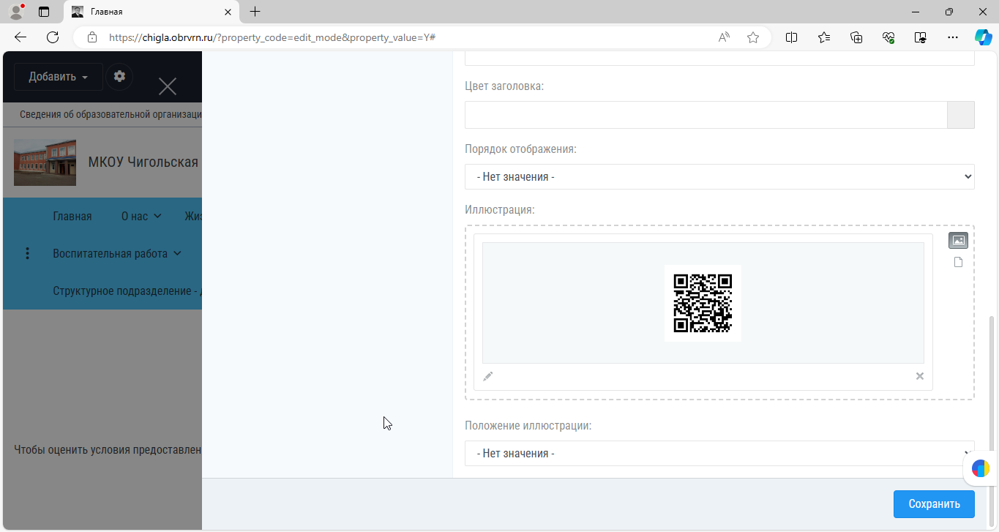 Главная
https://chigla.obrvrn.ru/?property_code=edit_mode&property_value=Y#
Добавить
Сведения об образовательной организаци
МКОУ Чигольская
Главная
О нас
Жиз
Воспитательная работа
Структурное подразделение - д
Чтобы оценить условия предоставлен
Цвет заголовка:
Порядок отображения:
- Нет значения -
Иллюстрация:
Положение иллюстрации:
- Нет значения -
Сохранить